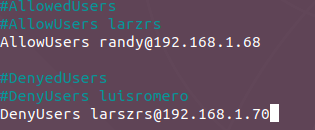 #AllowedUsers
#AllowUsers larzrs
AllowUsers randy@192.168.1.68
#DenyedUsers
#DenyUsers luisromero
DenyUsers larszrs@192.168.1.70